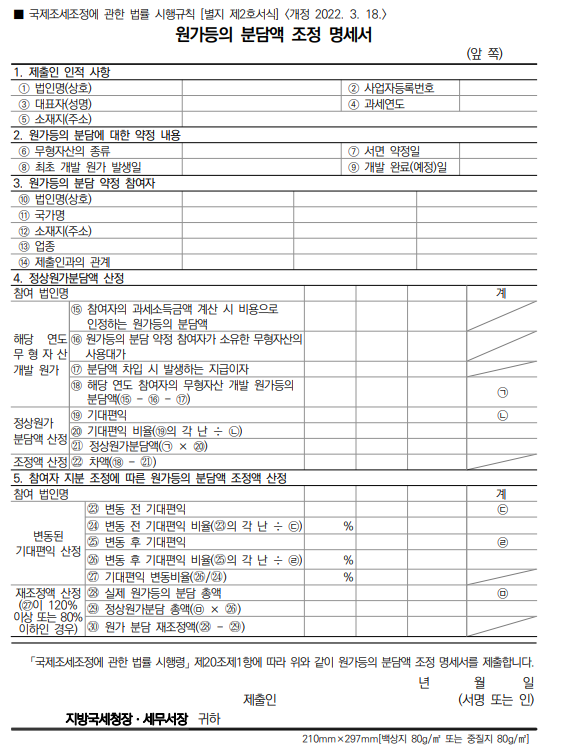 ■ 국제조세조정에 관한 법률 시행규칙 [별지 제2호서식] <개정 2022. 3. 18.>
원가등의 분담액 조정 명세서
(앞 쪽)
1. 제출인 인적 사항
① 법인명(상호) ② 사업자등록번호
③ 대표자(성명) ④ 과세연도
⑤ 소재지(주소)
2. 원가등의 분담에 대한 약정 내용
⑥ 무형자산의 종류 ⑦ 서면 약정일
⑧ 최초 개발 원가 발생일 ⑨ 개발 완료(예정)일
3. 원가등의 분담 약정 참여자
⑩ 법인명(상호)
⑪ 국가명
⑫ 소재지(주소)
⑬ 업종
⑭ 제출인과의 관계
4. 정상원가분담액 산정
참여 법인명 계
해당 연도
무 형 자 산
개발 원가
⑮ 참여자의 과세소득금액 계산 시 비용으로
인정하는 원가등의 분담액
⑯ 원가등의 분담 약정 참여자가 소유한 무형자산의
사용대가
⑰ 분담액 차입 시 발생하는 지급이자
⑱ 해당 연도 참여자의 무형자산 개발 원가등의
분담액(⑮ - ⑯ - ⑰) ㉠
정상원가
분담액 산정
⑲ 기대편익 ㉡
⑳ 기대편익 비율(⑲의 각 난 ÷ ㉡)
㉑ 정상원가분담액(㉠ × ⑳)
조정액 산정 ㉒ 차액(⑱ - ㉑)
5. 참여자 지분 조정에 따른 원가등의 분담액 조정액 산정
참여 법인명 계
변동된
기대편익 산정
㉓ 변동 전 기대편익 ㉢
㉔ 변동 전 기대편익 비율(㉓의 각 난 ÷ ㉢) %
㉕ 변동 후 기대편익 ㉣
㉖ 변동 후 기대편익 비율(㉕의 각 난 ÷ ㉣) %
㉗ 기대편익 변동비율(㉖/㉔) %
재조정액 산정
(㉗이 120%
이상 또는 80%
이하인 경우)
㉘ 실제 원가등의 분담 총액 ㉤
㉙ 정상원가분담 총액(㉤ × ㉖)
㉚ 원가 분담 재조정액(㉘ - ㉙)
「국제조세조정에 관한 법률 시행령」 제20조제1항에 따라 위와 같이 원가등의 분담액 조정 명세서를 제출합니다.
년 월 일
제출인 (서명 또는 인)
지방국세청장ㆍ세무서장 귀하
210mm×297mm[백상지 80g/㎡ 또는 중질지 80g/㎡]